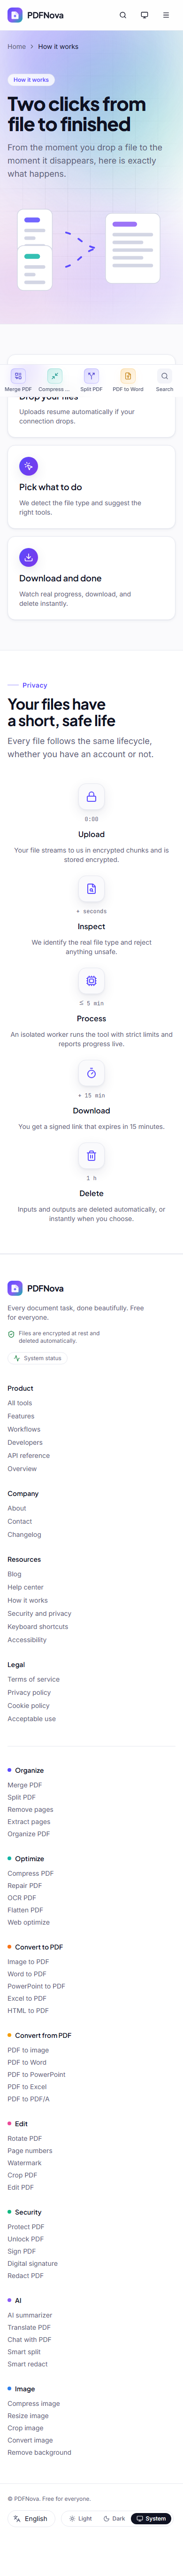 PDFNova
Home > How it works
How it works
Two clicks from
file to finished
From the moment you drop a file to the
moment it disappears, here is exactly
what happens.
Drop your files
Merge PDF
Compress ...
Split PDF
PDF to Word
Search
Uploads resume automatically if your
connection drops.
Pick what to do
We detect the file type and suggest the
right tools.
Download and done
Watch real progress, download, and
delete instantly.
Privacy
Your files have
a short, safe life
Every file follows the same lifecycle,
whether you have an account or not.
0:00
Upload
Your file streams to us in encrypted chunks and is
stored encrypted.
+ seconds
Inspect
We identify the real file type and reject
anything unsafe.
≤ 5 min
Process
An isolated worker runs the tool with strict limits and
reports progress live.
+ 15 min
Download
You get a signed link that expires in 15 minutes.
1 h
Delete
Inputs and outputs are deleted automatically, or
instantly when you choose.
PDFNova
Every document task, done beautifully. Free
for everyone.
Files are encrypted at rest and
deleted automatically.
System status
Product
All tools
Features
Workflows
Developers
API reference
Overview
Company
About
Contact
Changelog
Resources
Blog
Help center
How it works
Security and privacy
Keyboard shortcuts
Accessibility
Legal
Terms of service
Privacy policy
Cookie policy
Acceptable use
Organize
Merge PDF
Split PDF
Remove pages
Extract pages
Organize PDF
Optimize
Compress PDF
Repair PDF
OCR PDF
Flatten PDF
Web optimize
Convert to PDF
Image to PDF
Word to PDF
PowerPoint to PDF
Excel to PDF
HTML to PDF
Convert from PDF
PDF to image
PDF to Word
PDF to PowerPoint
PDF to Excel
PDF to PDF/A
Edit
Rotate PDF
Page numbers
Watermark
Crop PDF
Edit PDF
Security
Protect PDF
Unlock PDF
Sign PDF
Digital signature
Redact PDF
AI
AI summarizer
Translate PDF
Chat with PDF
Smart split
Smart redact
Image
Compress image
Resize image
Crop image
Convert image
Remove background
© PDFNova. Free for everyone.
English
Light
Dark
System